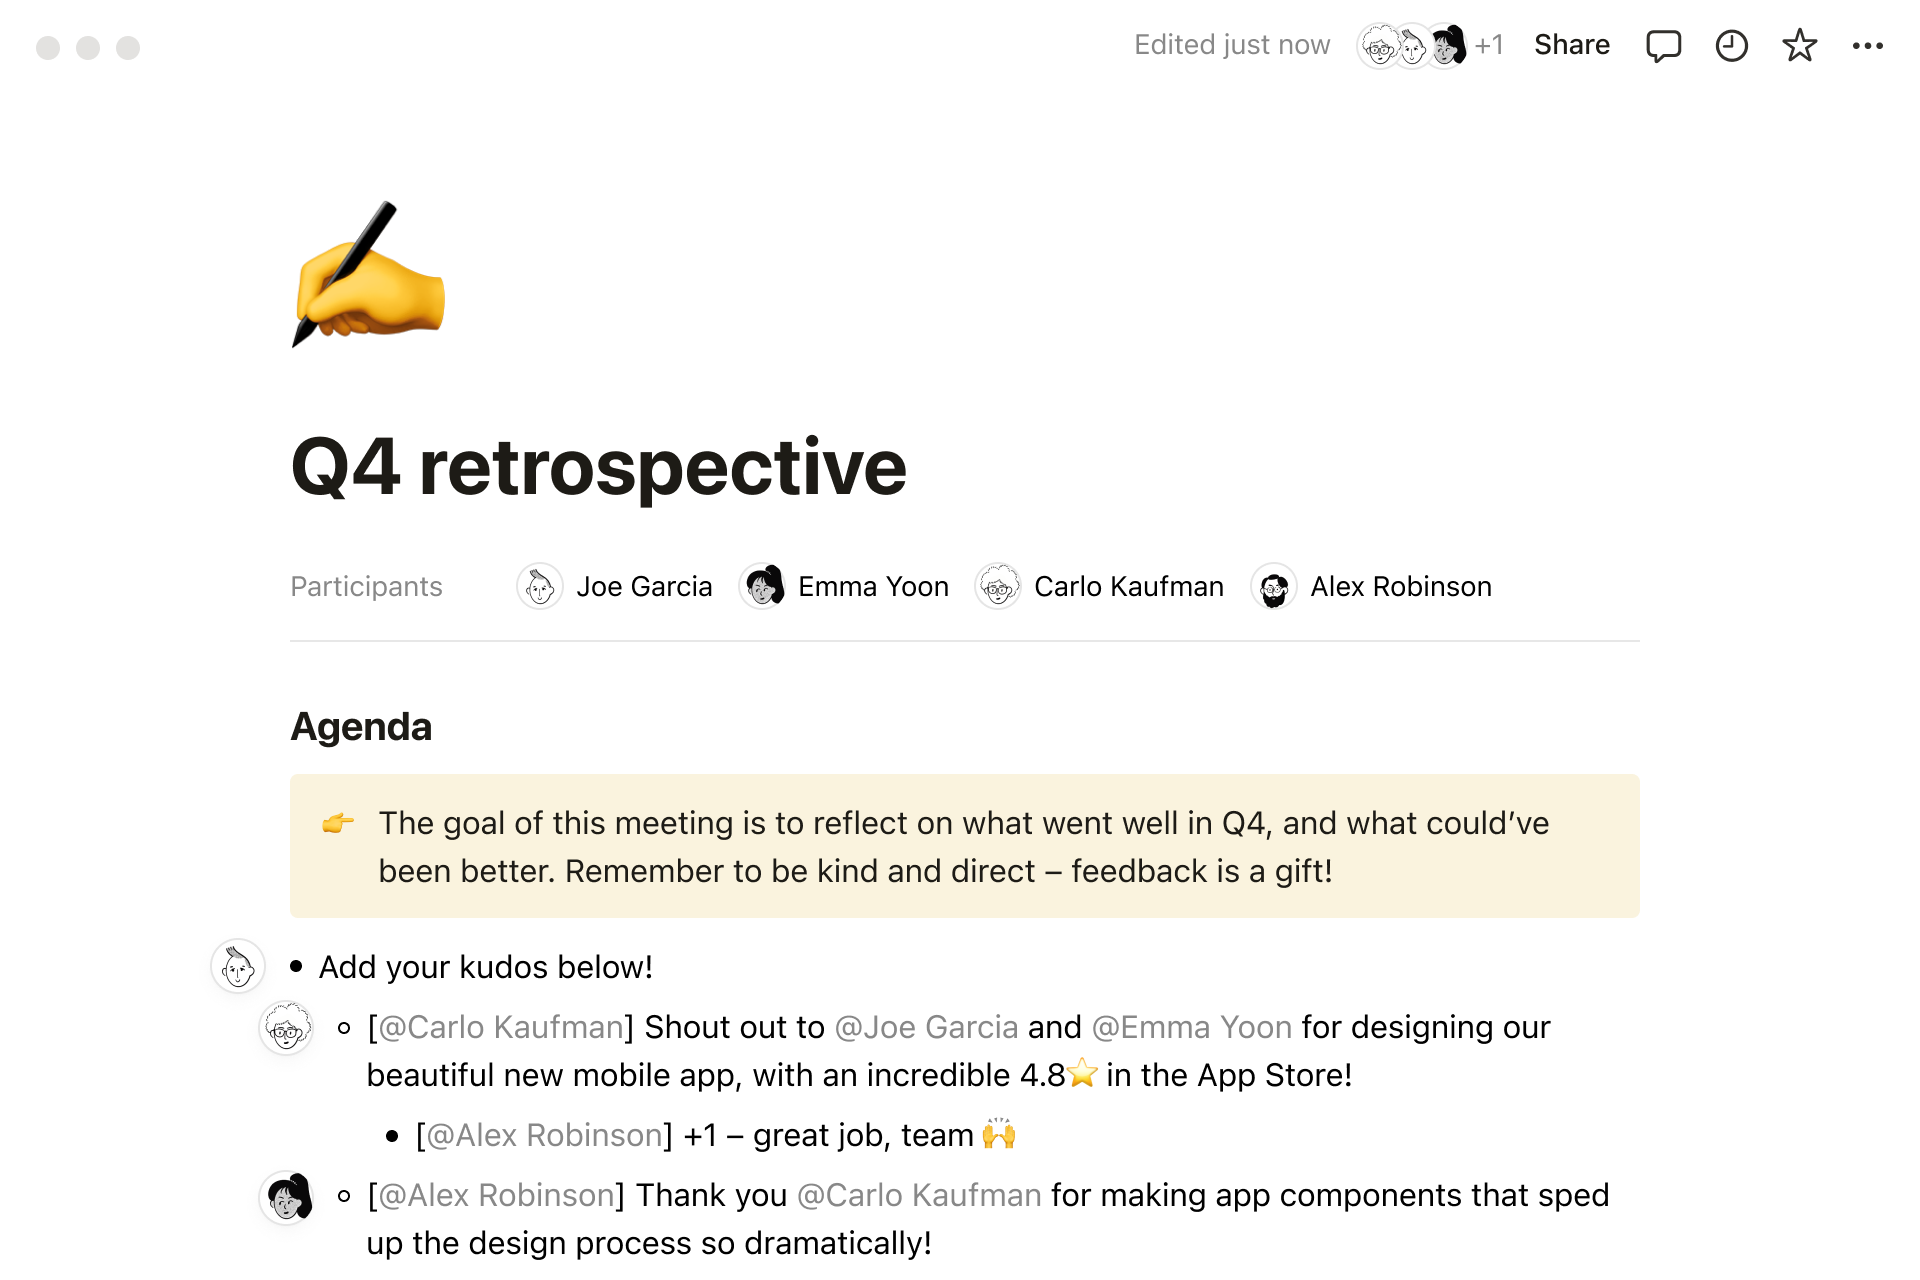 Edited just now +1 Share
Q4 retrospective
Participants Joe Garcia Emma Yoon Carlo Kaufman Alex Robinson
Agenda
👉 The goal of this meeting is to reflect on what went well in Q4, and what could’ve
been better. Remember to be kind and direct – feedback is a gift!
• Add your kudos below!
◦ [@Carlo Kaufman] Shout out to @Joe Garcia and @Emma Yoon for designing our
beautiful new mobile app, with an incredible 4.8⭐ in the App Store!
• [@Alex Robinson] +1 – great job, team 🙌
◦ [@Alex Robinson] Thank you @Carlo Kaufman for making app components that sped
up the design process so dramatically!